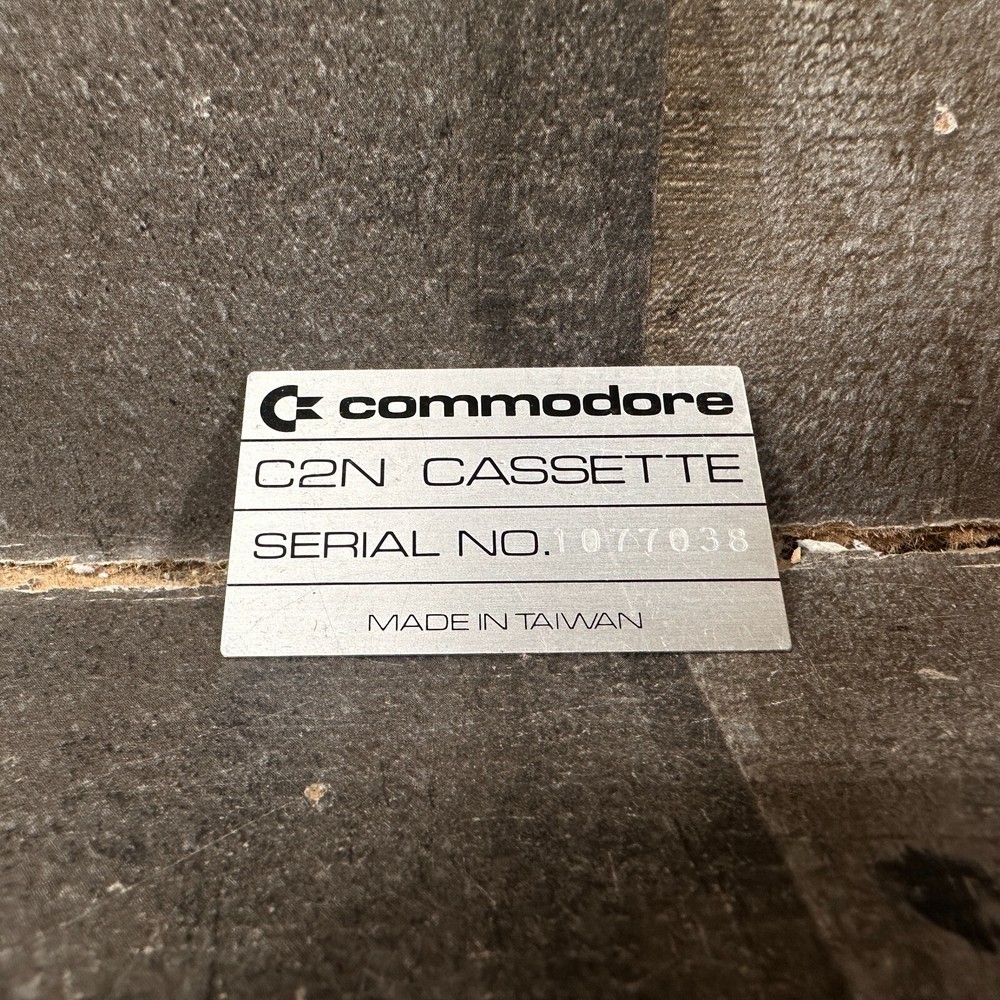 commodore
C2N CASSETTE
SERIAL NO. 1077038
MADE IN TAIWAN